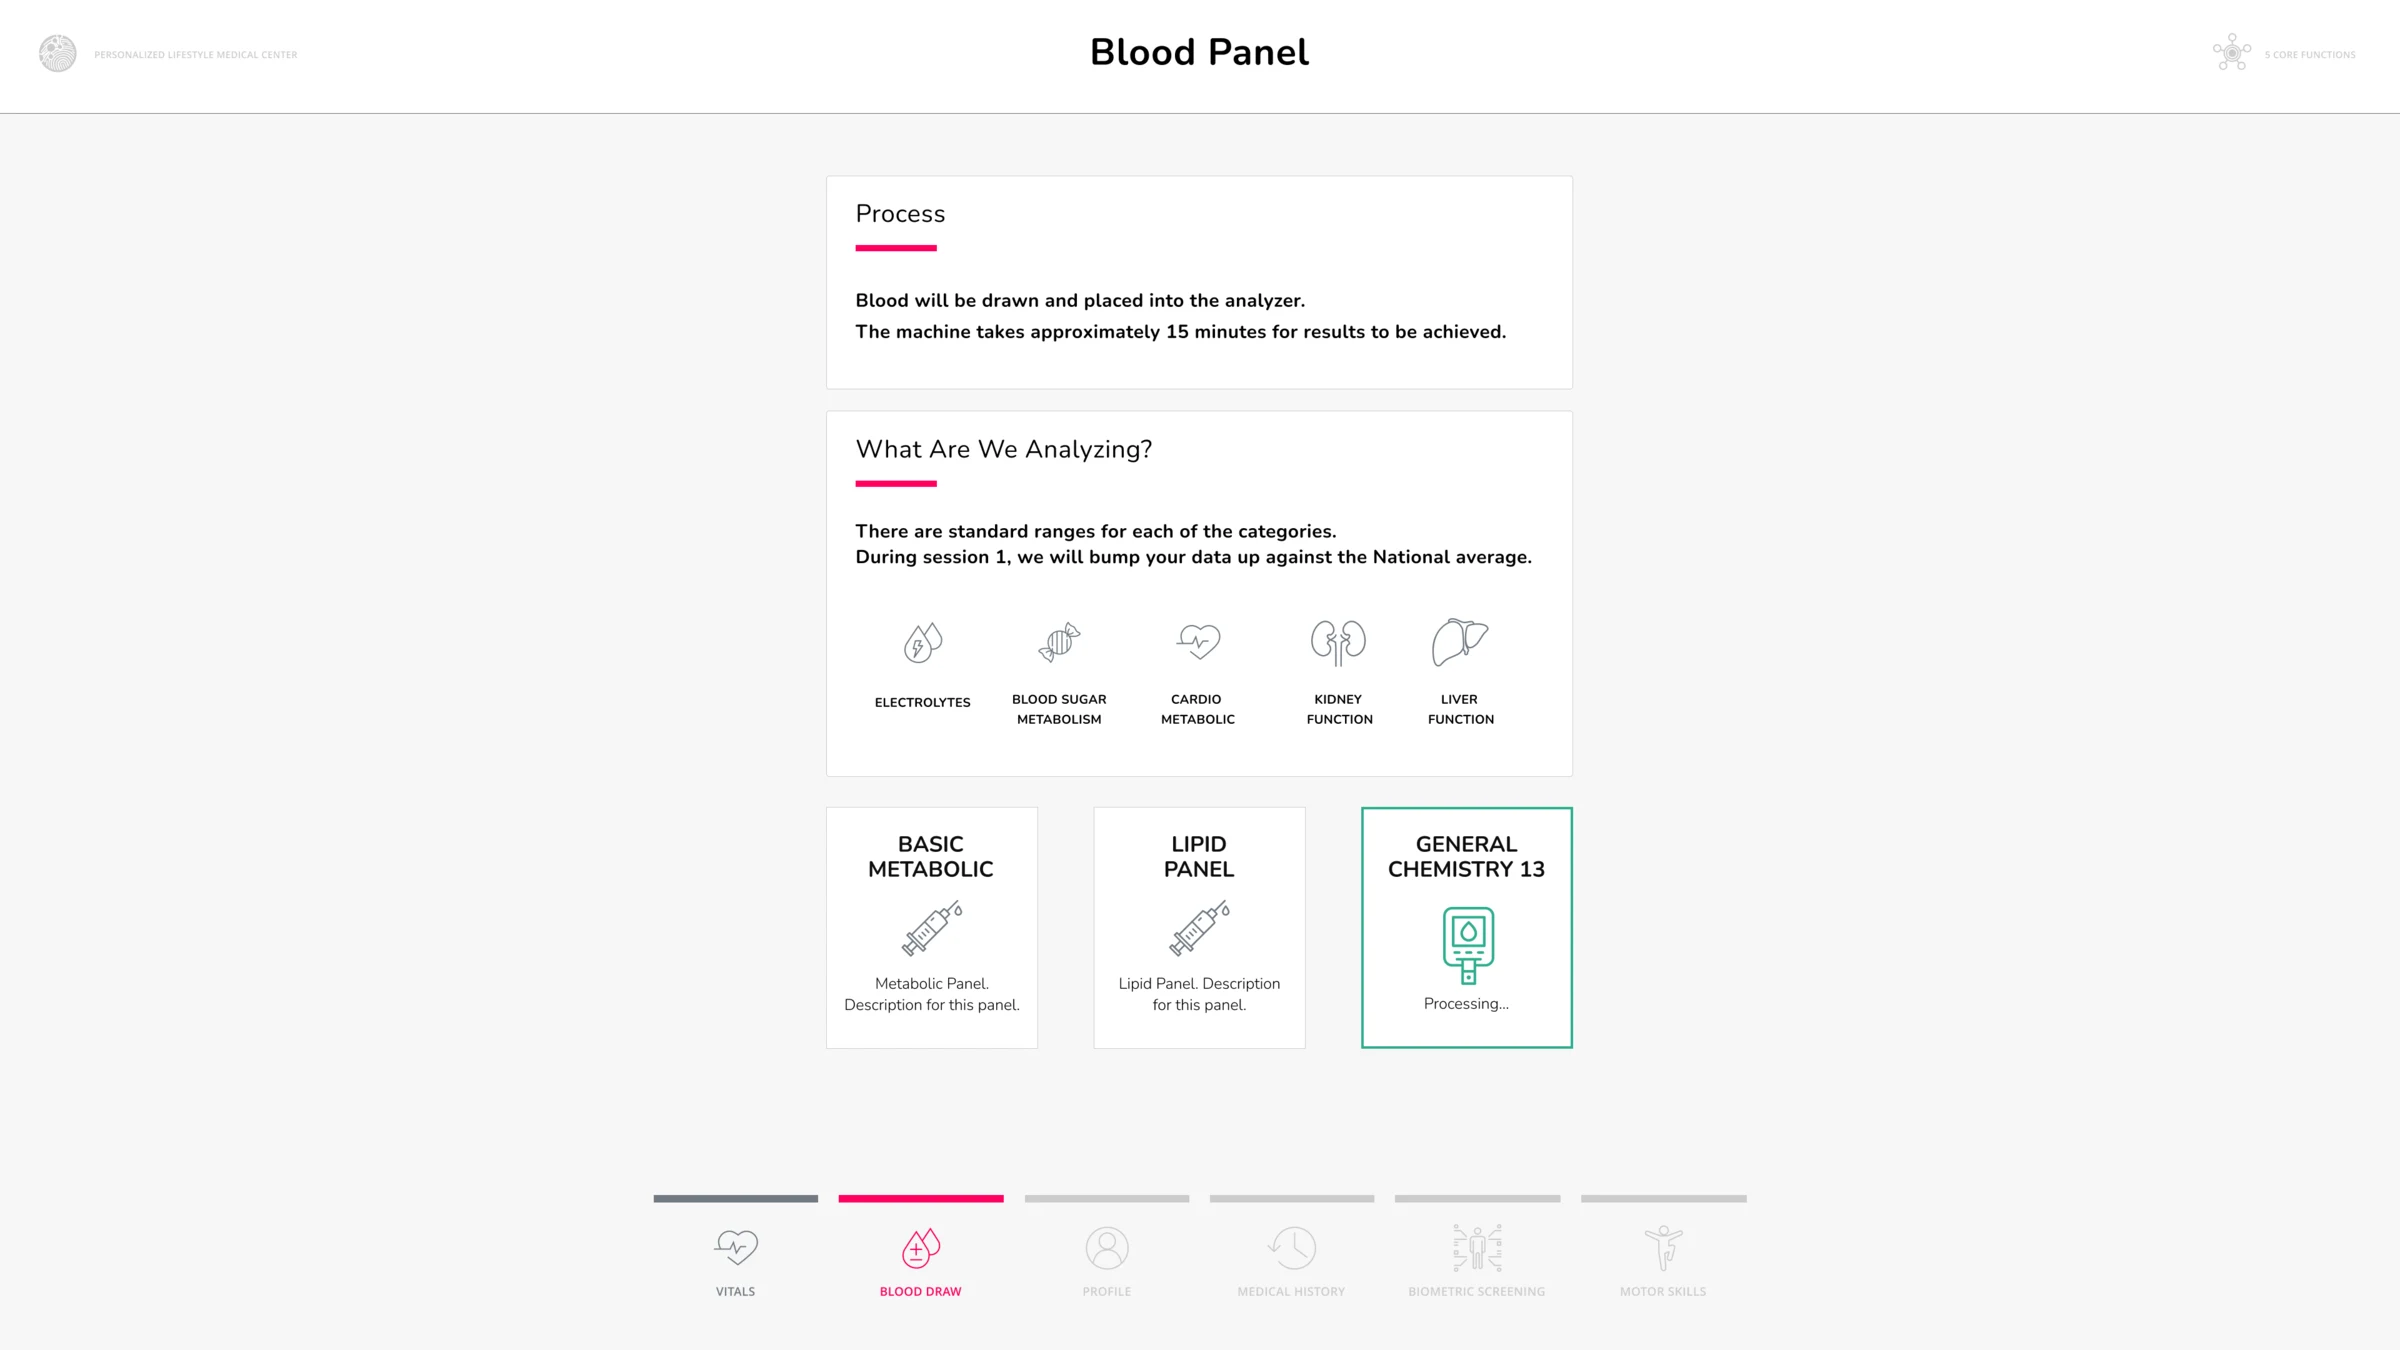 PERSONALIZED LIFESTYLE MEDICAL CENTER
Blood Panel
5 CORE FUNCTIONS
Process
Blood will be drawn and placed into the analyzer.
The machine takes approximately 15 minutes for results to be achieved.
What Are We Analyzing?
There are standard ranges for each of the categories.
During session 1, we will bump your data up against the National average.
ELECTROLYTES
BLOOD SUGAR
METABOLISM
CARDIO
METABOLIC
KIDNEY
FUNCTION
LIVER
FUNCTION
BASIC
METABOLIC
Metabolic Panel.
Description for this panel.
LIPID
PANEL
Lipid Panel. Description
for this panel.
GENERAL
CHEMISTRY 13
Processing...
VITALS
BLOOD DRAW
PROFILE
MEDICAL HISTORY
BIOMETRIC SCREENING
MOTOR SKILLS